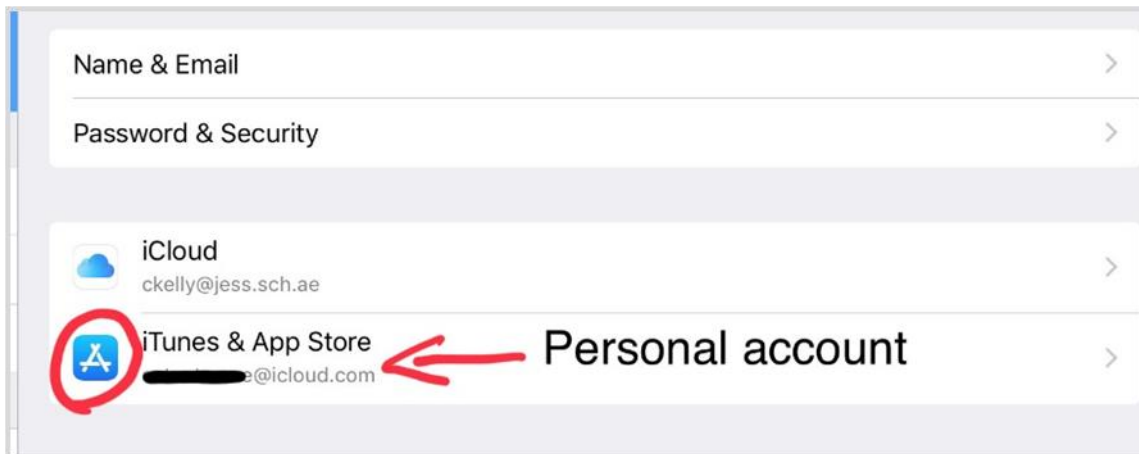 Name & Email
Password & Security
iCloud
ckelly@jess.sch.ae
iTunes & App Store
Personal account
e@icloud.com